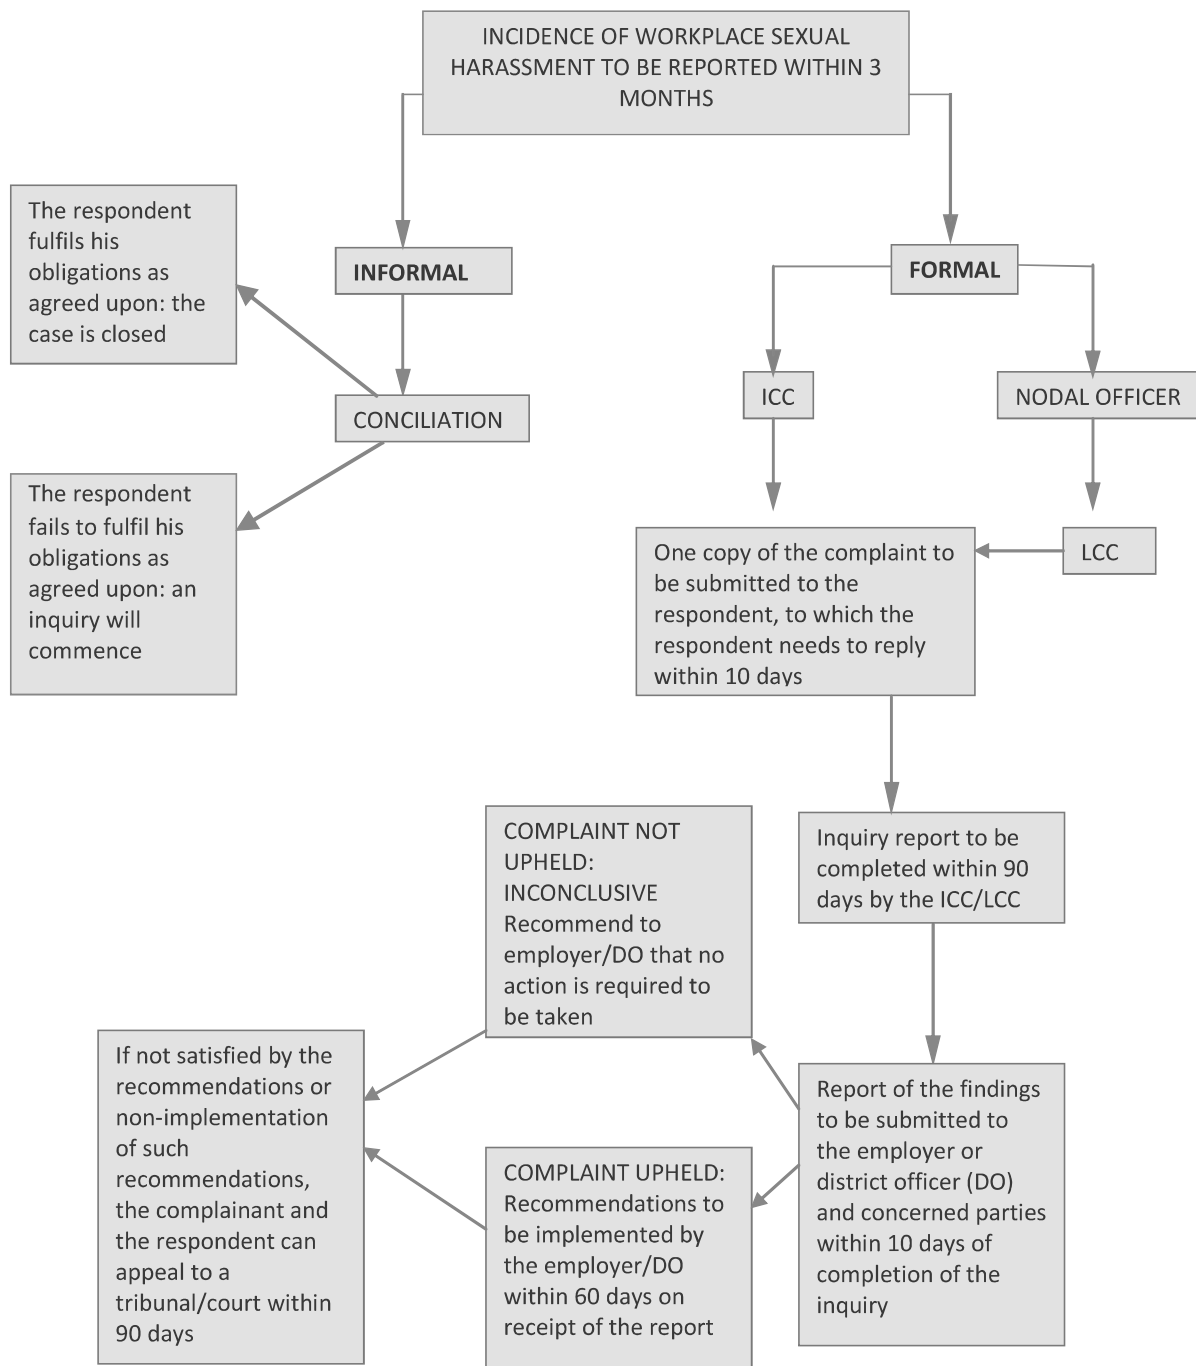 INCIDENCE OF WORKPLACE SEXUAL
HARASSMENT TO BE REPORTED WITHIN 3
MONTHS
The respondent
fulfils his
obligations as
agreed upon: the
case is closed
INFORMAL
FORMAL
ICC
NODAL OFFICER
CONCILIATION
The respondent
fails to fulfil his
obligations as
agreed upon: an
inquiry will
commence
One copy of the complaint to
be submitted to the
respondent, to which the
respondent needs to reply
within 10 days
LCC
COMPLAINT NOT
UPHELD:
INCONCLUSIVE
Recommend to
employer/DO that no
action is required to
be taken
Inquiry report to be
completed within 90
days by the ICC/LCC
If not satisfied by the
recommendations or
non-implementation
of such
recommendations,
the complainant and
the respondent can
appeal to a
tribunal/court within
90 days
COMPLAINT UPHELD:
Recommendations to
be implemented by
the employer/DO
within 60 days on
receipt of the report
Report of the findings
to be submitted to
the employer or
district officer (DO)
and concerned parties
within 10 days of
completion of the
inquiry